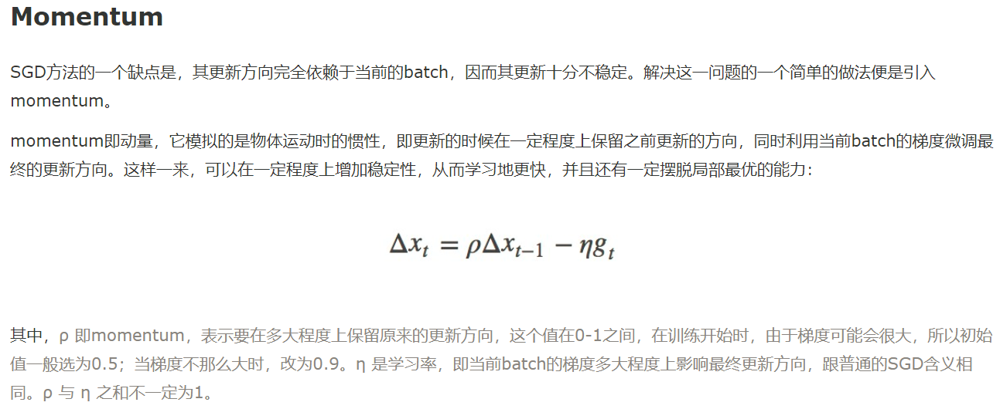 Momentum
SGD方法的一个缺点是，其更新方向完全依赖于当前的batch，因而其更新十分不稳定。解决这一问题的一个简单的做法便是引入
momentum。
momentum即动量，它模拟的是物体运动时的惯性，即更新的时候在一定程度上保留之前更新的方向，同时利用当前batch的梯度微调最
终的更新方向。这样一来，可以在一定程度上增加稳定性，从而学习地更快，并且还有一定摆脱局部最优的能力：
Δxₜ = ρΔxₜ₋₁ − ηgₜ
其中，ρ 即momentum，表示要在多大程度上保留原来的更新方向，这个值在0-1之间，在训练开始时，由于梯度可能会很大，所以初始
值一般选为0.5；当梯度不那么大时，改为0.9。η 是学习率，即当前batch的梯度多大程度上影响最终更新方向，跟普通的SGD含义相
同。ρ 与 η 之和不一定为1。